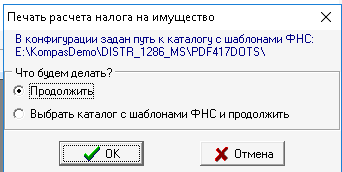 Печать расчета налога на имущество
В конфигурации задан путь к каталогу с шаблонами ФНС:
E:\KompasDemo\DISTR_1286_MS\PDF417DOTS\
Что будем делать?
Продолжить
Выбрать каталог с шаблонами ФНС и продолжить
OK
Отмена